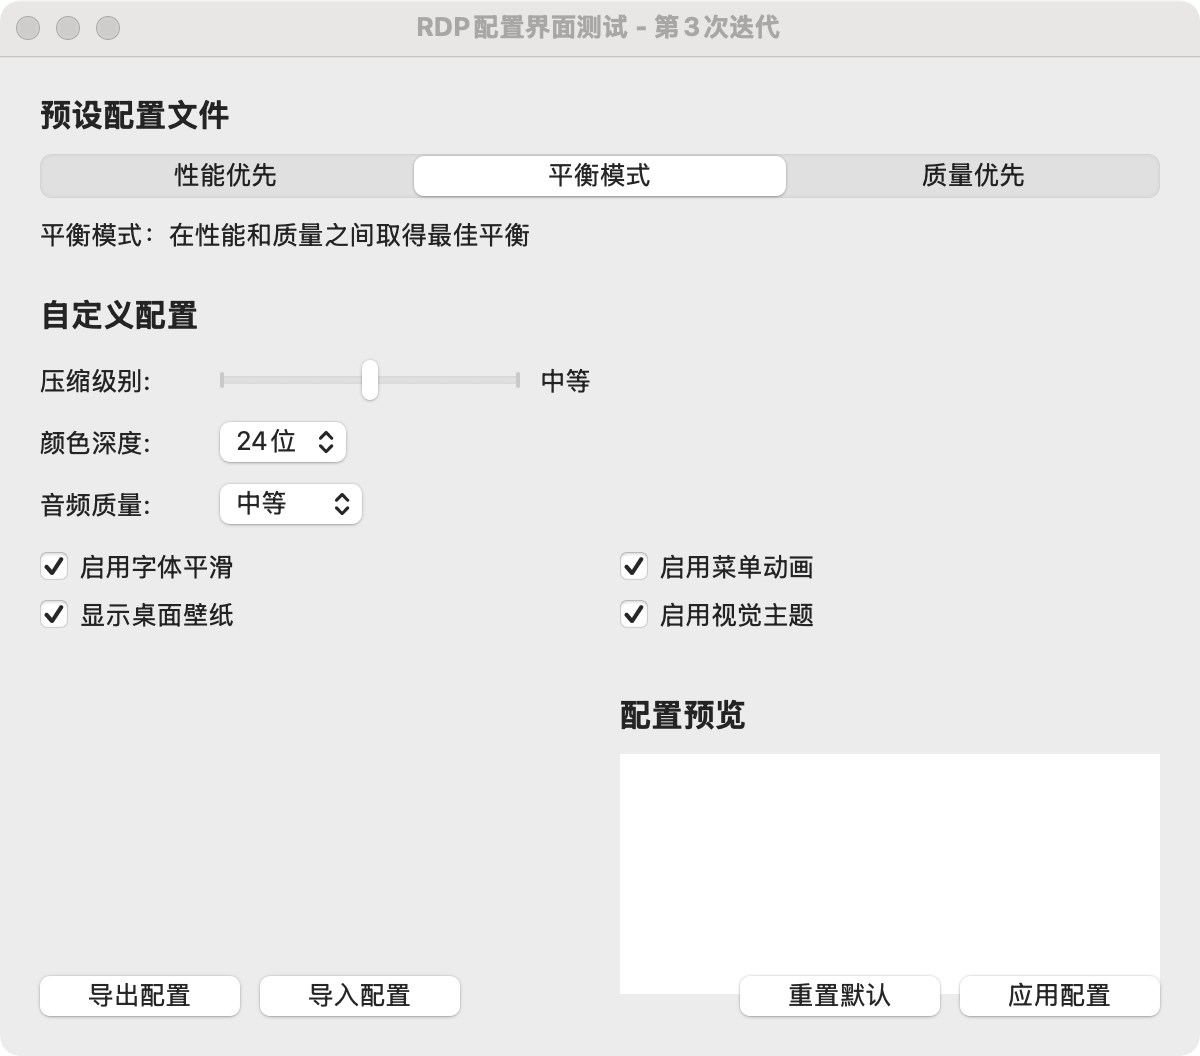 RDP配置界面测试 - 第3次迭代
预设配置文件
性能优先 平衡模式 质量优先
平衡模式：在性能和质量之间取得最佳平衡
自定义配置
压缩级别: 中等
颜色深度: 24位
音频质量: 中等
启用字体平滑 启用菜单动画
显示桌面壁纸 启用视觉主题
配置预览
导出配置 导入配置 重置默认 应用配置